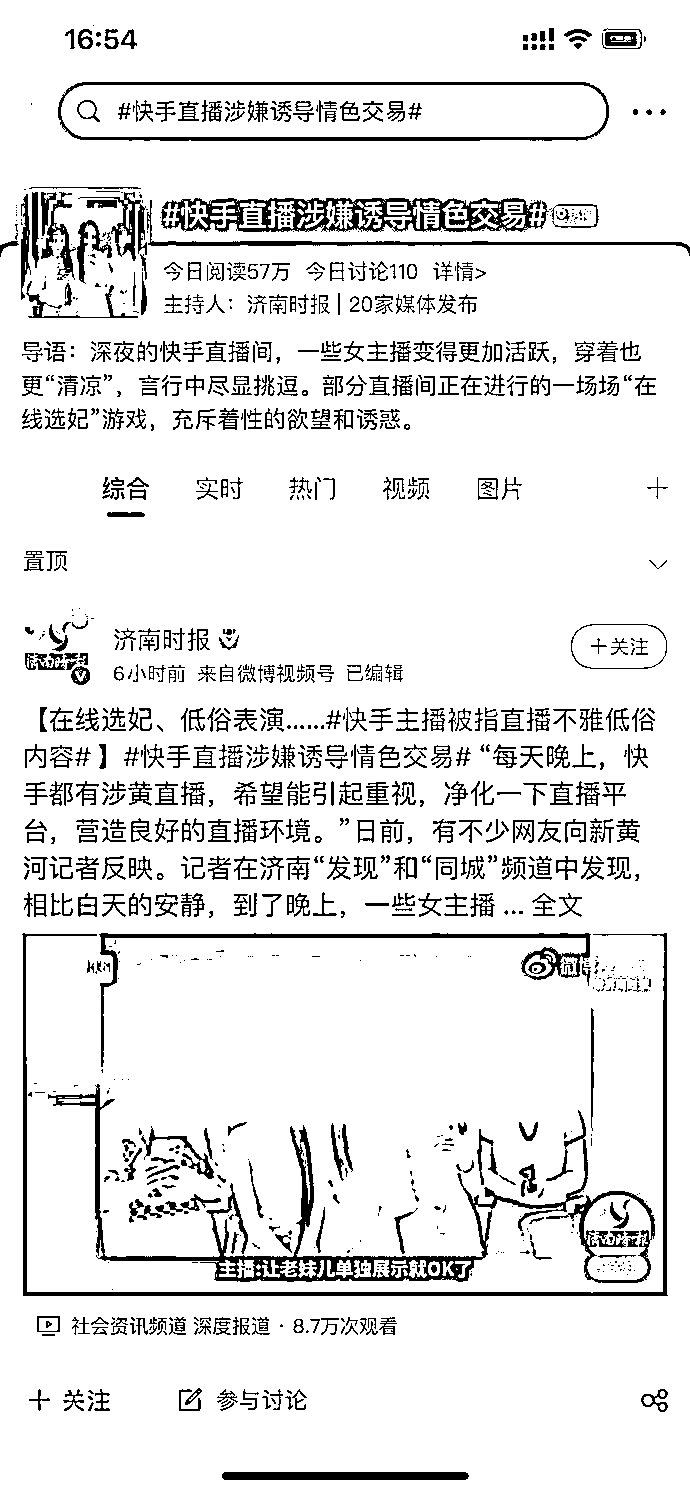 16:54
#快手直播涉嫌诱导情色交易#
#快手直播涉嫌诱导情色交易#
今日阅读57万 今日讨论110 详情>
主持人：济南时报 | 20家媒体发布
导语：深夜的快手直播间，一些女主播变得更加活跃，穿着也
更“清凉”，言行中尽显挑逗。部分直播间正在进行的一场场“在
线选妃”游戏，充斥着性的欲望和诱惑。
综合 实时 热门 视频 图片
置顶
济南时报
+关注
6小时前 来自微博视频号 已编辑
【在线选妃、低俗表演......#快手主播被指直播不雅低俗
内容#】#快手直播涉嫌诱导情色交易# “每天晚上，快
手都有涉黄直播，希望能引起重视，净化一下直播平
台，营造良好的直播环境。”日前，有不少网友向新黄
河记者反映。记者在济南“发现”和“同城”频道中发现，
相比白天的安静，到了晚上，一些女主播 ... 全文
微博
济南时报
主播:让老妹儿单独展示就OK了
社会资讯频道 深度报道 · 8.7万次观看
关注 参与讨论